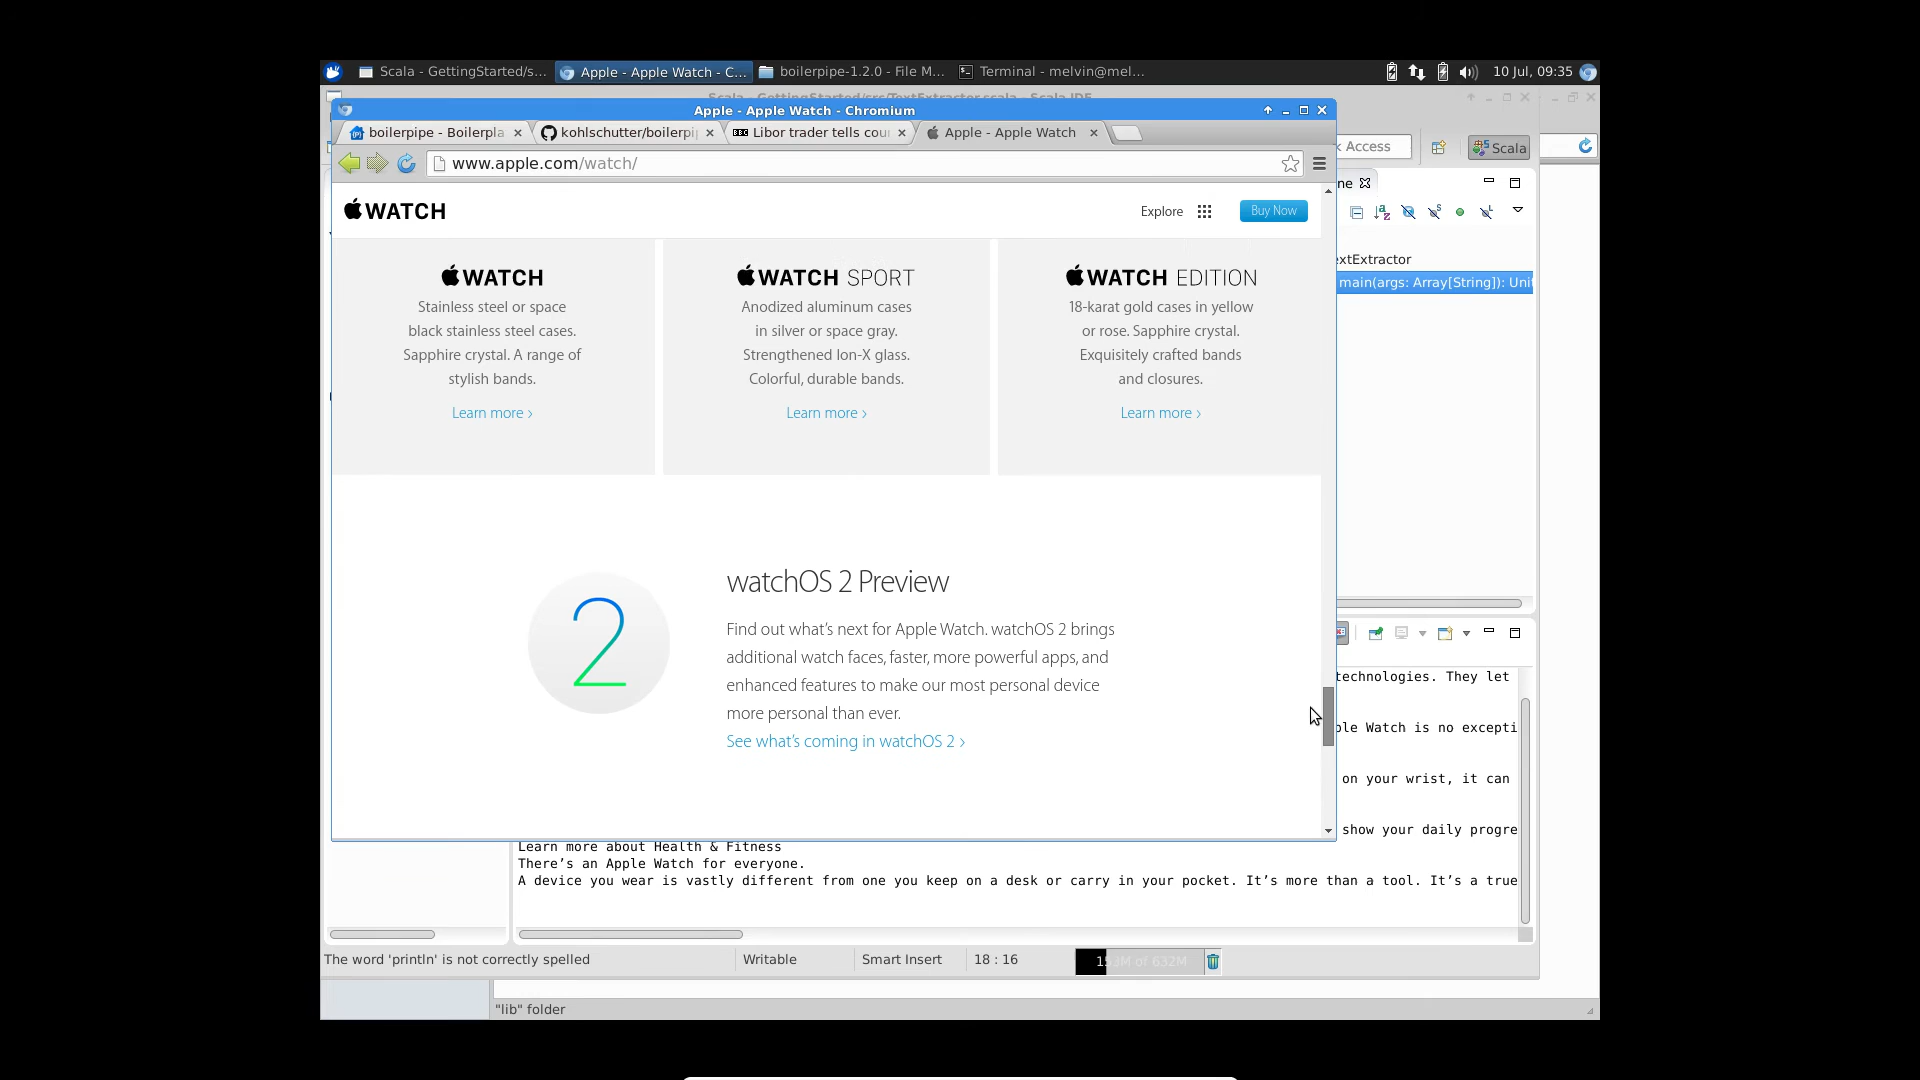 Scala - GettingStarted/s...
Apple - Apple Watch - C...
boilerpipe-1.2.0 - File M...
Terminal - melvin@mel...
10 Jul, 09:35
Apple - Apple Watch - Chromium
boilerpipe - Boilerpla
kohlschutter/boilerpi
BBC
Libor trader tells cou
Apple - Apple Watch
www.apple.com/watch/
Access
Scala
WATCH
Explore
Buy Now
WATCH
Stainless steel or space
black stainless steel cases.
Sapphire crystal. A range of
stylish bands.
Learn more ›
WATCH SPORT
Anodized aluminum cases
in silver or space gray.
Strengthened Ion-X glass.
Colorful, durable bands.
Learn more ›
WATCH EDITION
18-karat gold cases in yellow
or rose. Sapphire crystal.
Exquisitely crafted bands
and closures.
Learn more ›
2
watchOS 2 Preview
Find out what’s next for Apple Watch. watchOS 2 brings
additional watch faces, faster, more powerful apps, and
enhanced features to make our most personal device
more personal than ever.
See what’s coming in watchOS 2 ›
ne
extExtractor
main(args: Array[String]): Uni
technologies. They let
ple Watch is no excepti
on your wrist, it can
show your daily progre
Learn more about Health & Fitness
There’s an Apple Watch for everyone.
A device you wear is vastly different from one you keep on a desk or carry in your pocket. It’s more than a tool. It’s a true
The word 'println' is not correctly spelled
Writable
Smart Insert
18 : 16
of 632M
"lib" folder